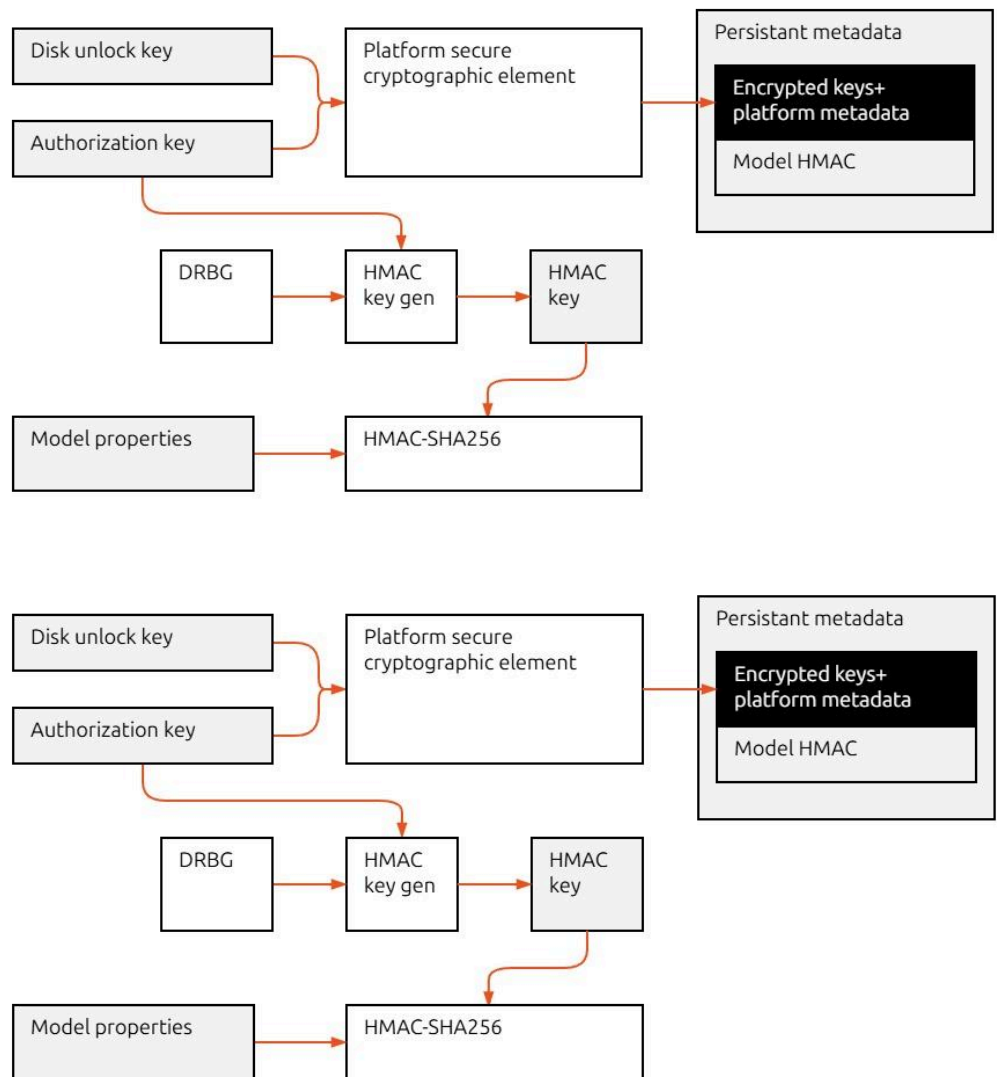 Disk unlock key
Platform secure
cryptographic element
Persistant metadata
Encrypted keys+
platform metadata
Model HMAC
Authorization key
DRBG
HMAC
key gen
HMAC
key
Model properties
HMAC-SHA256
Disk unlock key
Platform secure
cryptographic element
Persistant metadata
Encrypted keys+
platform metadata
Model HMAC
Authorization key
DRBG
HMAC
key gen
HMAC
key
Model properties
HMAC-SHA256